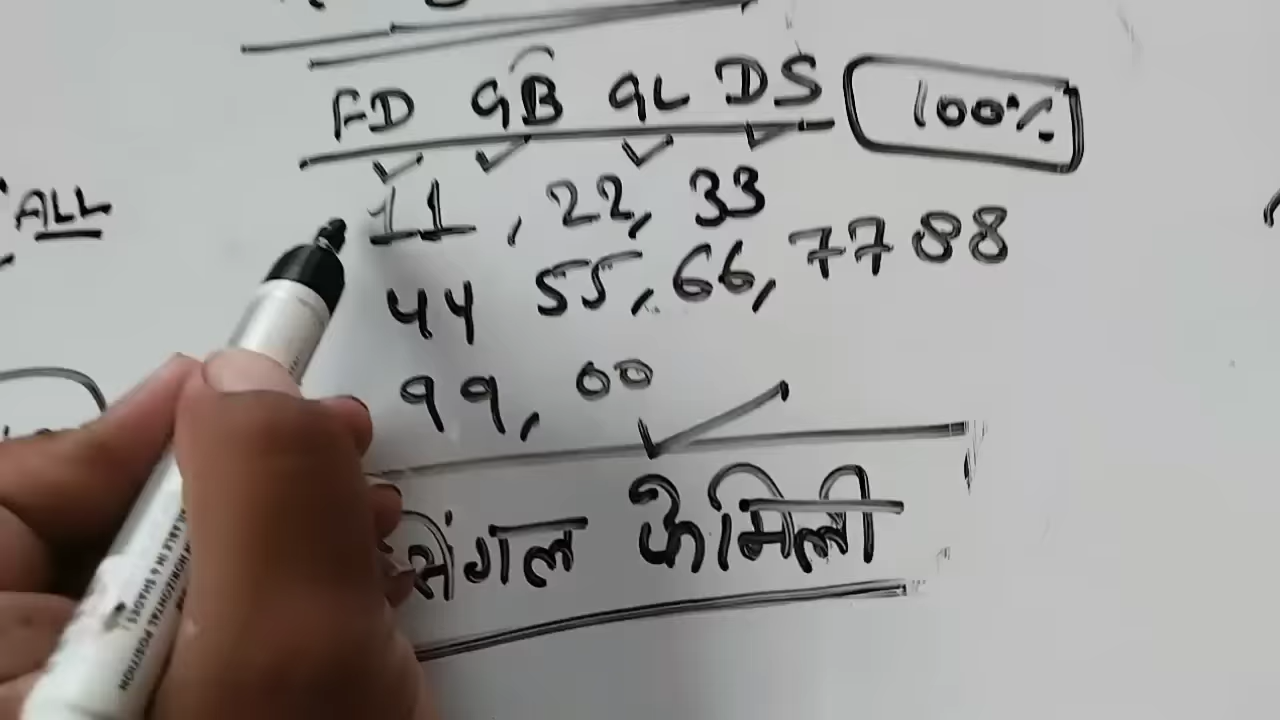 FD GB GL DS 100%
ALL
11, 22, 33
44 55, 66, 77 88
99, 00
सिंगल फेमिली